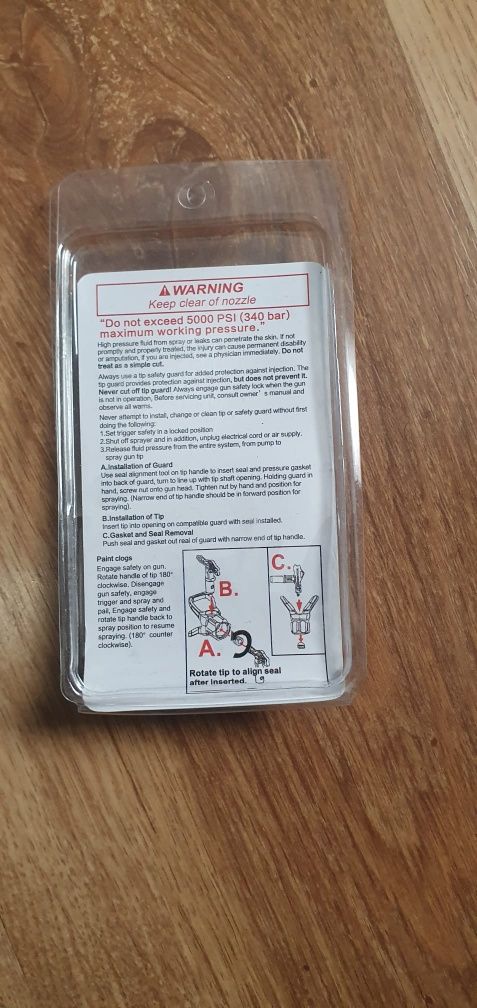 ⚠ WARNING
Keep clear of nozzle
"Do not exceed 5000 PSI (340 bar)
maximum working pressure."
High pressure fluid from spray or leaks can penetrate the skin. If not
promptly and properly treated, the injury can cause permanent disability
or amputation, if you are injected, see a physician immediately. Do not
treat as a simple cut.
Always use a tip safety guard for added protection against injection. The
tip guard provides protection against injection, but does not prevent it.
Never cut off tip guard! Always engage gun safety lock when the gun
is not in operation, Before servicing unit, consult owner' s manual and
observe all warns.
Never attempt to install, change or clean tip or safety guard without first
doing the following:
1.Set trigger safety in a locked position
2.Shut off sprayer and in addition, unplug electrical cord or air supply.
3.Release fluid pressure from the entire system, from pump to
spray gun tip
A.Installation of Guard
Use seal alignment tool on tip handle to insert seal and pressure gasket
into back of guard, turn to line up with tip shaft opening. Holding guard in
hand, screw nut onto gun head. Tighten nut by hand and position for
spraying. (Narrow end of tip handle should be in forward position for
spraying).
B.Installation of Tip
Insert tip into opening on compatible guard with seal installed.
C.Gasket and Seal Removal
Push seal and gasket out real of guard with narrow end of tip handle.
Paint clogs
Engage safety on gun.
Rotate handle of tip 180°
clockwise. Disengage
gun safety, engage
trigger and spray and
pail, Engage safety and
rotate tip handle back to
spray position to resume
spraying. (180° counter
clockwise).
B.
A.
C.
Rotate tip to align seal
after Inserted.